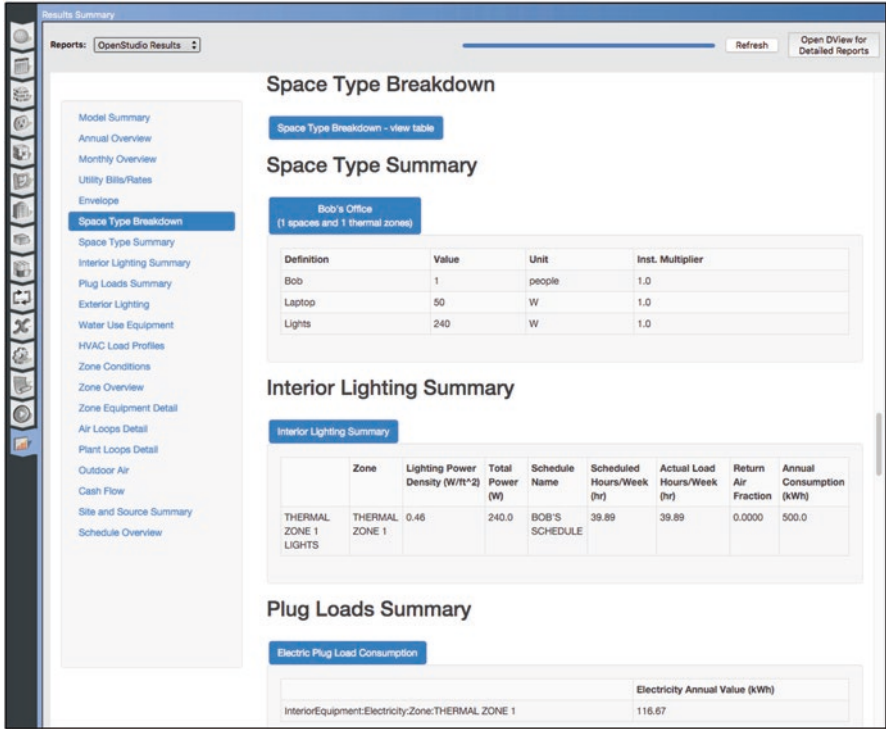 Results Summary
Reports: OpenStudio Results
Refresh
Open DView for
Detailed Reports
Model Summary
Annual Overview
Monthly Overview
Utility Bills/Rates
Envelope
Space Type Breakdown
Space Type Summary
Interior Lighting Summary
Plug Loads Summary
Exterior Lighting
Water Use Equipment
HVAC Load Profiles
Zone Conditions
Zone Overview
Zone Equipment Detail
Air Loops Detail
Plant Loops Detail
Outdoor Air
Cash Flow
Site and Source Summary
Schedule Overview
Space Type Breakdown
Space Type Breakdown - view table
Space Type Summary
Bob's Office
(1 spaces and 1 thermal zones)
Definition Value Unit Inst. Multiplier
Bob 1 people 1.0
Laptop 50 W 1.0
Lights 240 W 1.0
Interior Lighting Summary
Interior Lighting Summary
Zone Lighting Power Total Schedule Scheduled Actual Load Return Annual
Density (W/ft^2) Power Name Hours/Week Hours/Week Air Consumption
(W) (hr) (hr) Fraction (kWh)
THERMAL THERMAL 0.46 240.0 BOB'S 39.89 39.89 0.0000 500.0
ZONE 1 ZONE 1 SCHEDULE
LIGHTS
Plug Loads Summary
Electric Plug Load Consumption
Electricity Annual Value (kWh)
InteriorEquipment:Electricity:Zone:THERMAL ZONE 1 116.67